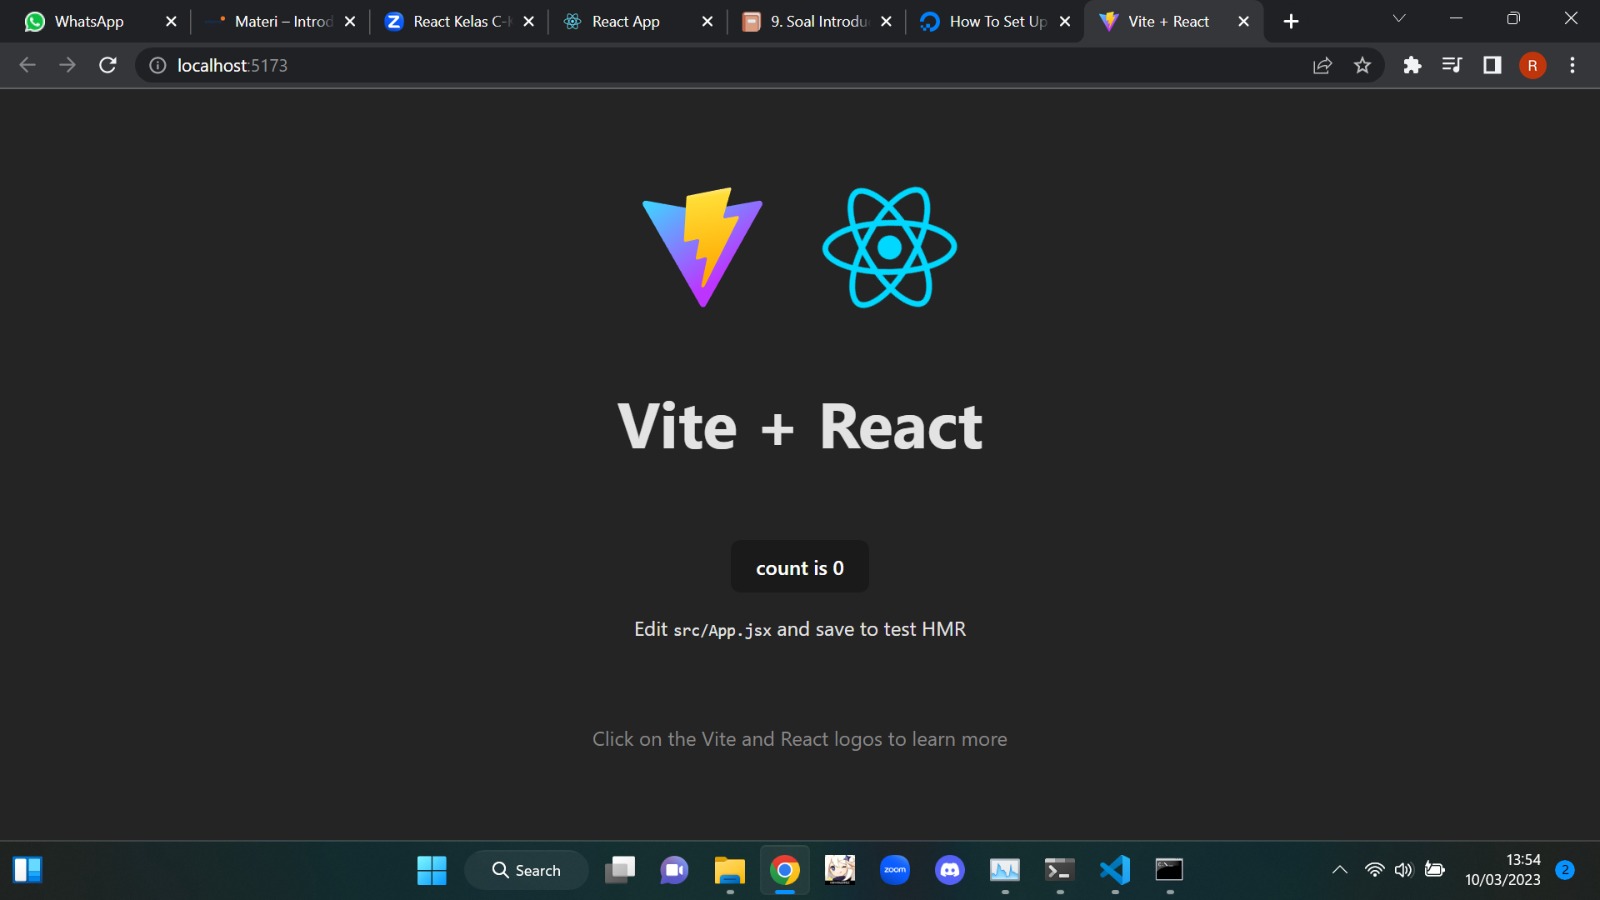 WhatsApp
Materi – Introd
React Kelas C-
React App
9. Soal Introdu
How To Set Up
Vite + React
localhost:5173
R
Vite + React
count is 0
Edit src/App.jsx and save to test HMR
Click on the Vite and React logos to learn more
Search
zoom
13:54
10/03/2023
2